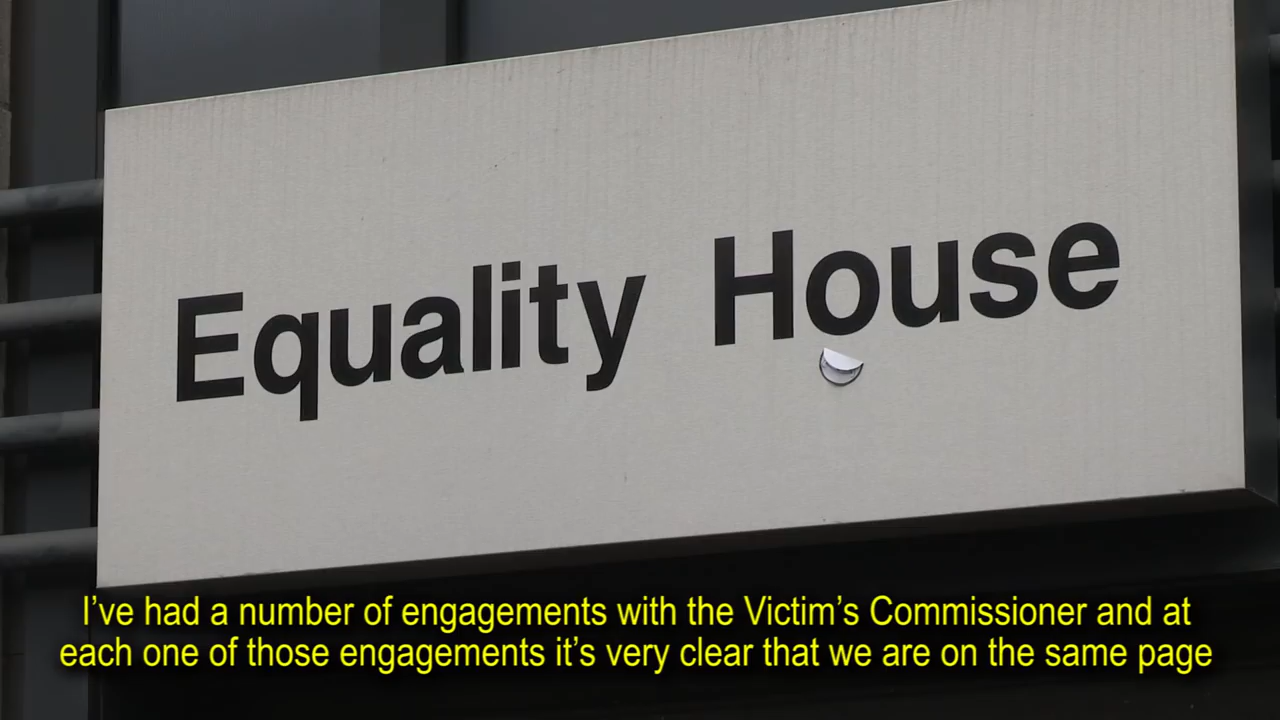 Equality House
I’ve had a number of engagements with the Victim’s Commissioner and at
each one of those engagements it’s very clear that we are on the same page